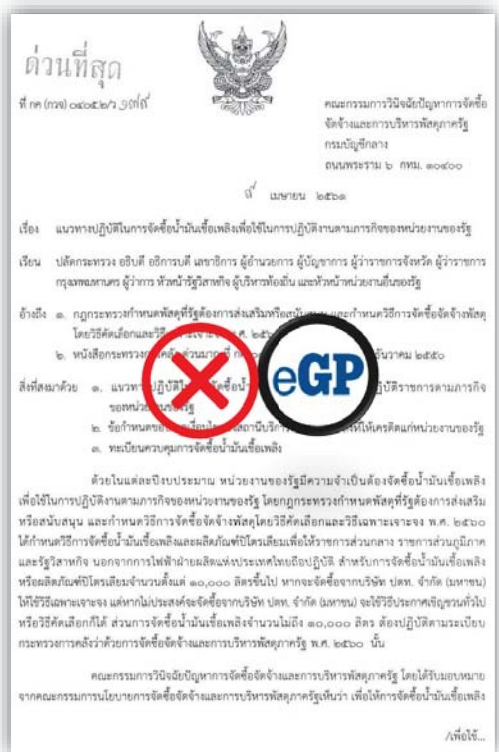 ด่วนที่สุด
ที่ กค (กวจ) ๐๔๐๕.๒/ว
คณะกรรมการวินิจฉัยปัญหาการจัดซื้อ
จัดจ้างและการบริหารพัสดุภาครัฐ
กรมบัญชีกลาง
ถนนพระราม ๖ กทม. ๑๐๔๐๐
เมษายน ๒๕๖๑
เรื่อง แนวทางปฏิบัติในการจัดซื้อน้ำมันเชื้อเพลิงเพื่อใช้ในการปฏิบัติงานตามภารกิจของหน่วยงานของรัฐ
เรียน ปลัดกระทรวง อธิบดี อธิการบดี เลขาธิการ ผู้อำนวยการ ผู้บัญชาการ ผู้ว่าราชการจังหวัด ผู้ว่าราชการ
กรุงเทพมหานคร ผู้ว่าการ หัวหน้ารัฐวิสาหกิจ ผู้บริหารท้องถิ่น และหัวหน้าหน่วยงานอื่นของรัฐ
อ้างถึง ๑. กฎกระทรวงกำหนดพัสดุที่รัฐต้องการส่งเสริมหรือสนับสนุน และกำหนดวิธีการจัดซื้อจัดจ้างพัสดุ
โดยวิธีคัดเลือกและวิธี พ.ศ.
๒. หนังสือกระทรวง ธันวาคม ๒๕๕๐
eGP
สิ่งที่ส่งมาด้วย ๑. แนวทางปฏิบัติ ปฏิบัติราชการตามภารกิจ
ของหน่วยงานของรัฐ
๒. ข้อกำหนด สถานีบริการ ให้เครดิตแก่หน่วยงานของรัฐ
๓. ทะเบียนควบคุมการจัดซื้อน้ำมันเชื้อเพลิง
ด้วยในแต่ละปีงบประมาณ หน่วยงานของรัฐมีความจำเป็นต้องจัดซื้อน้ำมันเชื้อเพลิง
เพื่อใช้ในการปฏิบัติงานตามภารกิจของหน่วยงานของรัฐ โดยกฎกระทรวงกำหนดพัสดุที่รัฐต้องการส่งเสริม
หรือสนับสนุน และกำหนดวิธีการจัดซื้อจัดจ้างพัสดุโดยวิธีคัดเลือกและวิธีเฉพาะเจาะจง พ.ศ. ๒๕๖๐
ได้กำหนดวิธีการจัดซื้อน้ำมันเชื้อเพลิงและผลิตภัณฑ์ปิโตรเลียมเพื่อให้ราชการส่วนกลาง ราชการส่วนภูมิภาค
และรัฐวิสาหกิจ นอกจากการไฟฟ้าฝ่ายผลิตแห่งประเทศไทยถือปฏิบัติ สำหรับการจัดซื้อน้ำมันเชื้อเพลิง
หรือผลิตภัณฑ์ปิโตรเลียมจำนวนตั้งแต่ ๑๐,๐๐๐ ลิตรขึ้นไป หากจะจัดซื้อจากบริษัท ปตท. จำกัด (มหาชน)
ให้ใช้วิธีเฉพาะเจาะจง แต่หากไม่ประสงค์จะจัดซื้อจากบริษัท ปตท. จำกัด (มหาชน) จะใช้วิธีประกาศเชิญชวนทั่วไป
หรือวิธีคัดเลือกก็ได้ ส่วนการจัดซื้อน้ำมันเชื้อเพลิงจำนวนไม่ถึง ๑๐,๐๐๐ ลิตร ต้องปฏิบัติตามระเบียบ
กระทรวงการคลังว่าด้วยการจัดซื้อจัดจ้างและการบริหารพัสดุภาครัฐ พ.ศ. ๒๕๖๐ นั้น
คณะกรรมการวินิจฉัยปัญหาการจัดซื้อจัดจ้างและการบริหารพัสดุภาครัฐ โดยได้รับมอบหมาย
จากคณะกรรมการนโยบายการจัดซื้อจัดจ้างและการบริหารพัสดุภาครัฐเห็นว่า เพื่อให้การจัดซื้อน้ำมันเชื้อเพลิง
/เพื่อใช้...